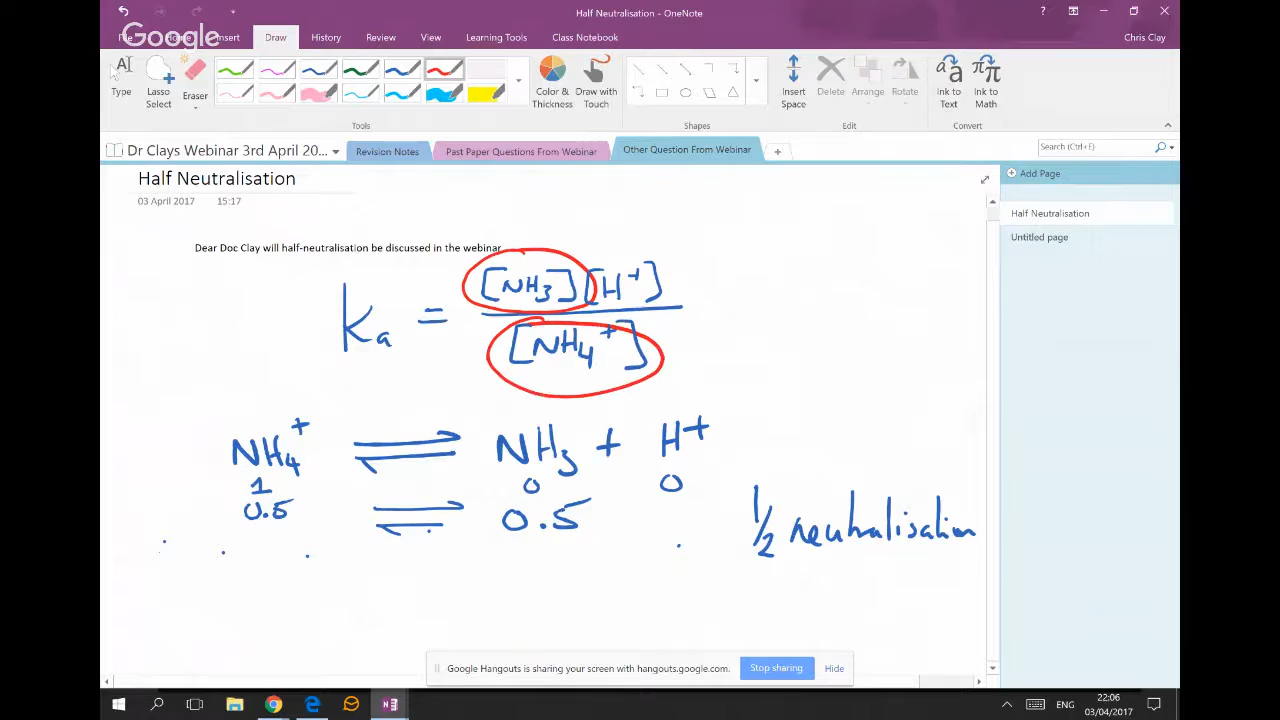 Half Neutralisation - OneNote
Google
Insert Draw History Review View Learning Tools Class Notebook Chris Clay
Type Lasso Select Eraser Color & Thickness Draw with Touch Insert Space Delete Arrange Rotate Ink to Text Ink to Math
Tools Shapes Edit Convert
Dr Clays Webinar 3rd April 20... Revision Notes Past Paper Questions From Webinar Other Question From Webinar Search (Ctrl+E)
Half Neutralisation
03 April 2017 15:17
Add Page
Half Neutralisation
Untitled page
Dear Doc Clay will half-neutralisation be discussed in the webinar
Ka = [NH3][H+]
[NH4+]
NH4+ ⇌ NH3 + H+
1 0 0
0.5 ⇌ 0.5 1/2 neutralisation
Google Hangouts is sharing your screen with hangouts.google.com. Stop sharing Hide
ENG 22:06
03/04/2017